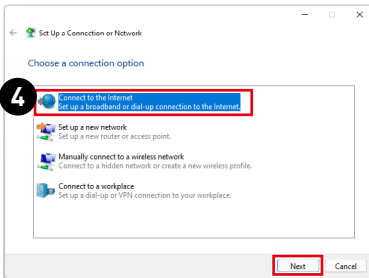 Set Up a Connection or Network
Choose a connection option
4
Connect to the Internet
Set up a broadband or dial-up connection to the Internet.
Set up a new network
Set up a new router or access point.
Manually connect to a wireless network
Connect to a hidden network or create a new wireless profile.
Connect to a workplace
Set up a dial-up or VPN connection to your workplace.
Next
Cancel